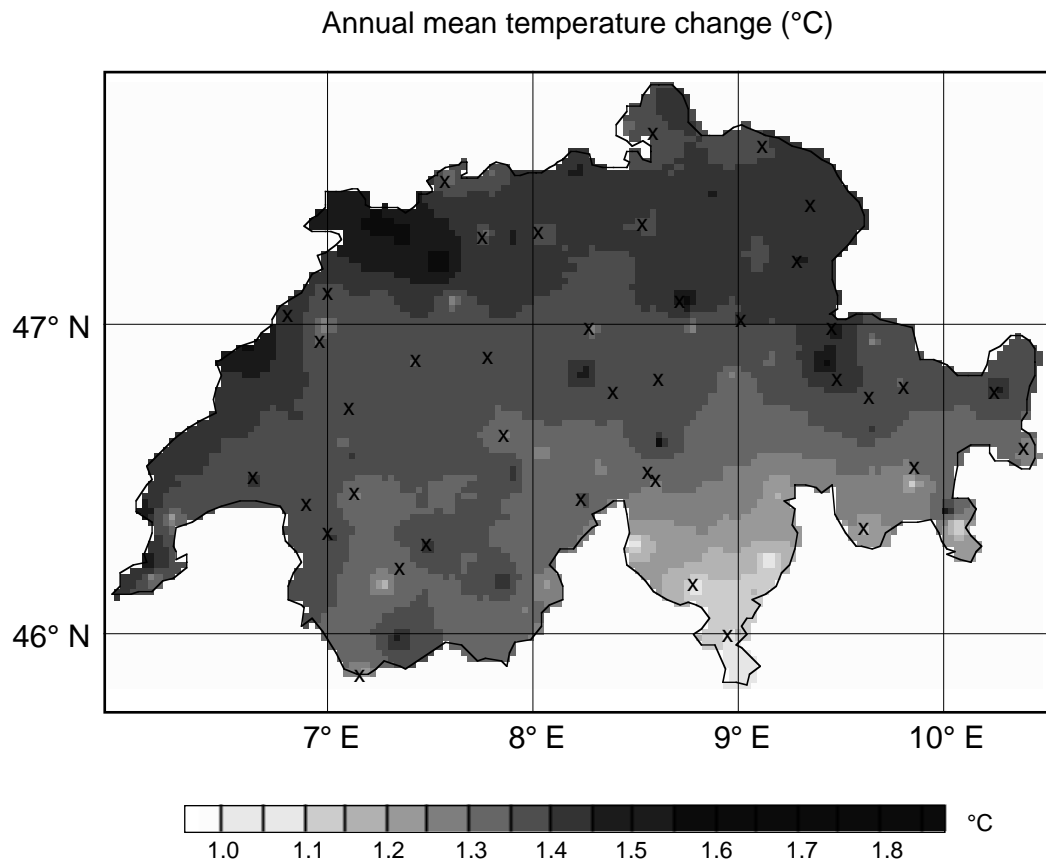 Annual mean temperature change (°C)
47° N
46° N
7° E 8° E 9° E 10° E
°C
1.0 1.1 1.2 1.3 1.4 1.5 1.6 1.7 1.8